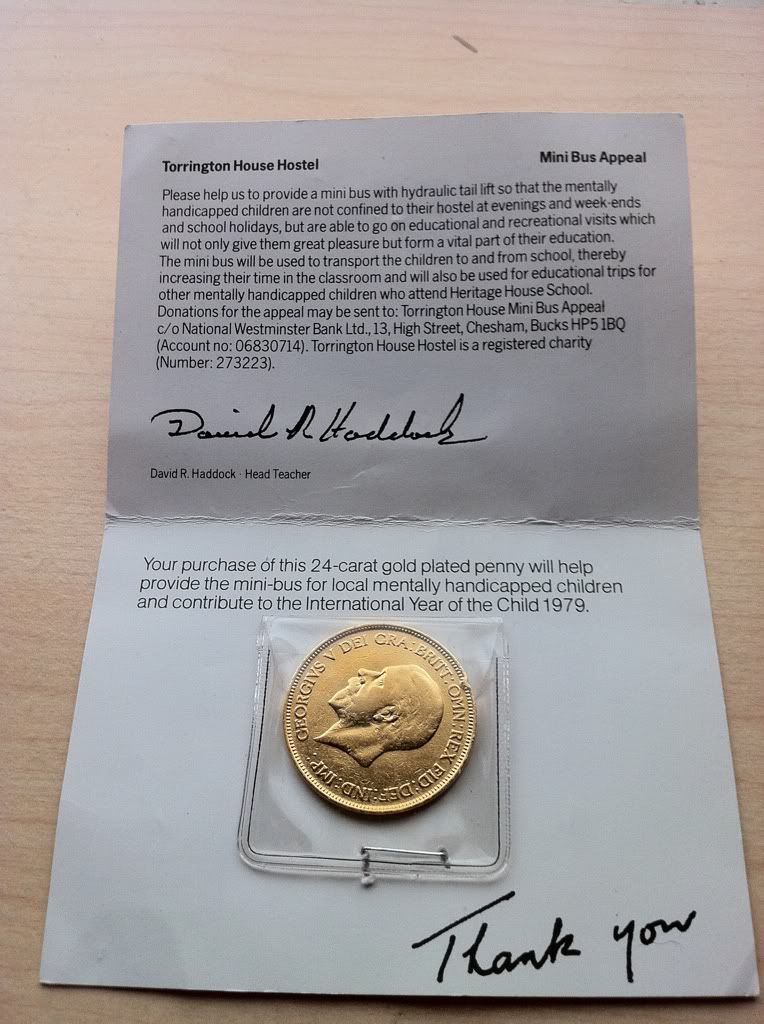 Torrington House Hostel
Mini Bus Appeal
Please help us to provide a mini bus with hydraulic tail lift so that the mentally
handicapped children are not confined to their hostel at evenings and week-ends
and school holidays, but are able to go on educational and recreational visits which
will not only give them great pleasure but form a vital part of their education.
The mini bus will be used to transport the children to and from school, thereby
increasing their time in the classroom and will also be used for educational trips for
other mentally handicapped children who attend Heritage House School.
Donations for the appeal may be sent to: Torrington House Mini Bus Appeal
c/o National Westminster Bank Ltd., 13, High Street, Chesham, Bucks HP5 1BQ
(Account no: 06830714). Torrington House Hostel is a registered charity
(Number: 273223).
David R Haddock
David R. Haddock · Head Teacher
Your purchase of this 24-carat gold plated penny will help
provide the mini-bus for local mentally handicapped children
and contribute to the International Year of the Child 1979.
GEORGIVS V DEI GRA: BRITT: OMN: REX FID: DEF: IND: IMP:
Thank you